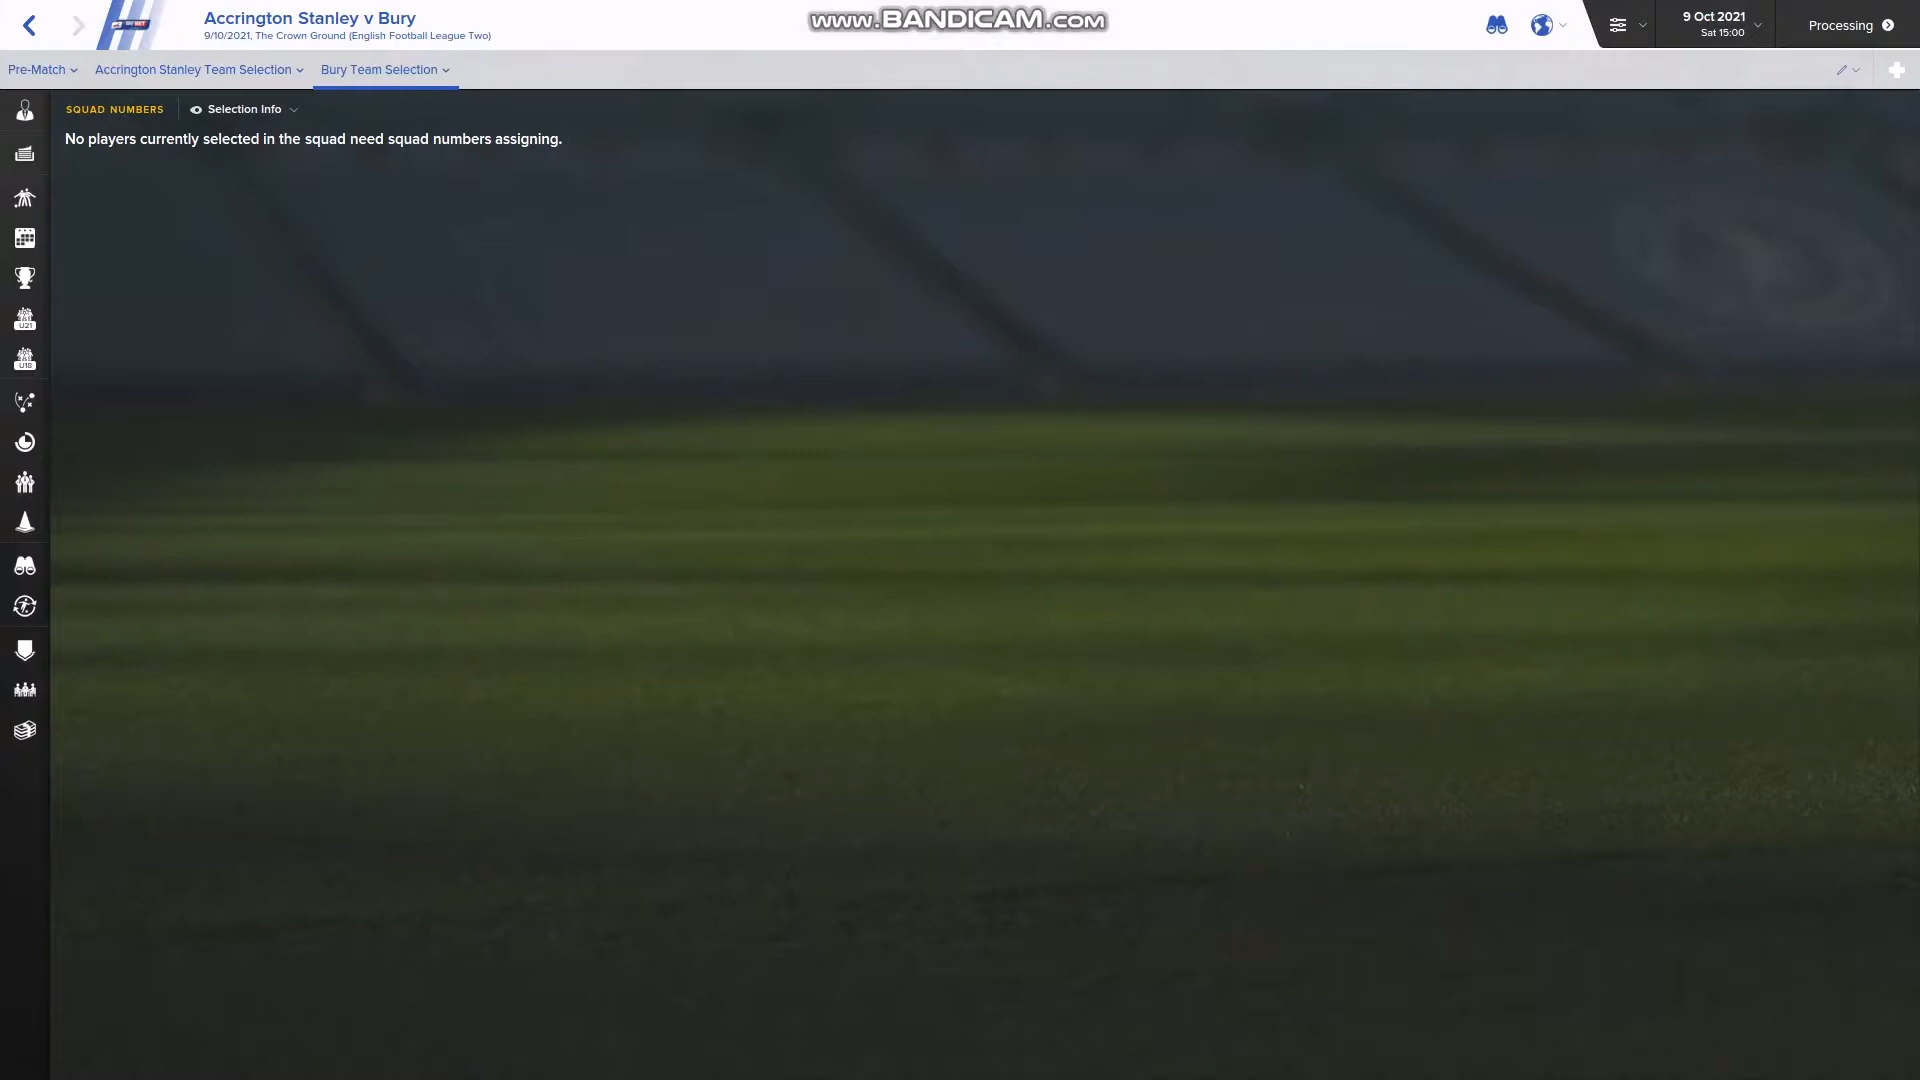 Accrington Stanley v Bury
9/10/2021, The Crown Ground (English Football League Two)
www.BANDICAM.com
9 Oct 2021
Sat 15:00
Processing
Pre-Match
Accrington Stanley Team Selection
Bury Team Selection
SQUAD NUMBERS
Selection Info
No players currently selected in the squad need squad numbers assigning.
U21
U18